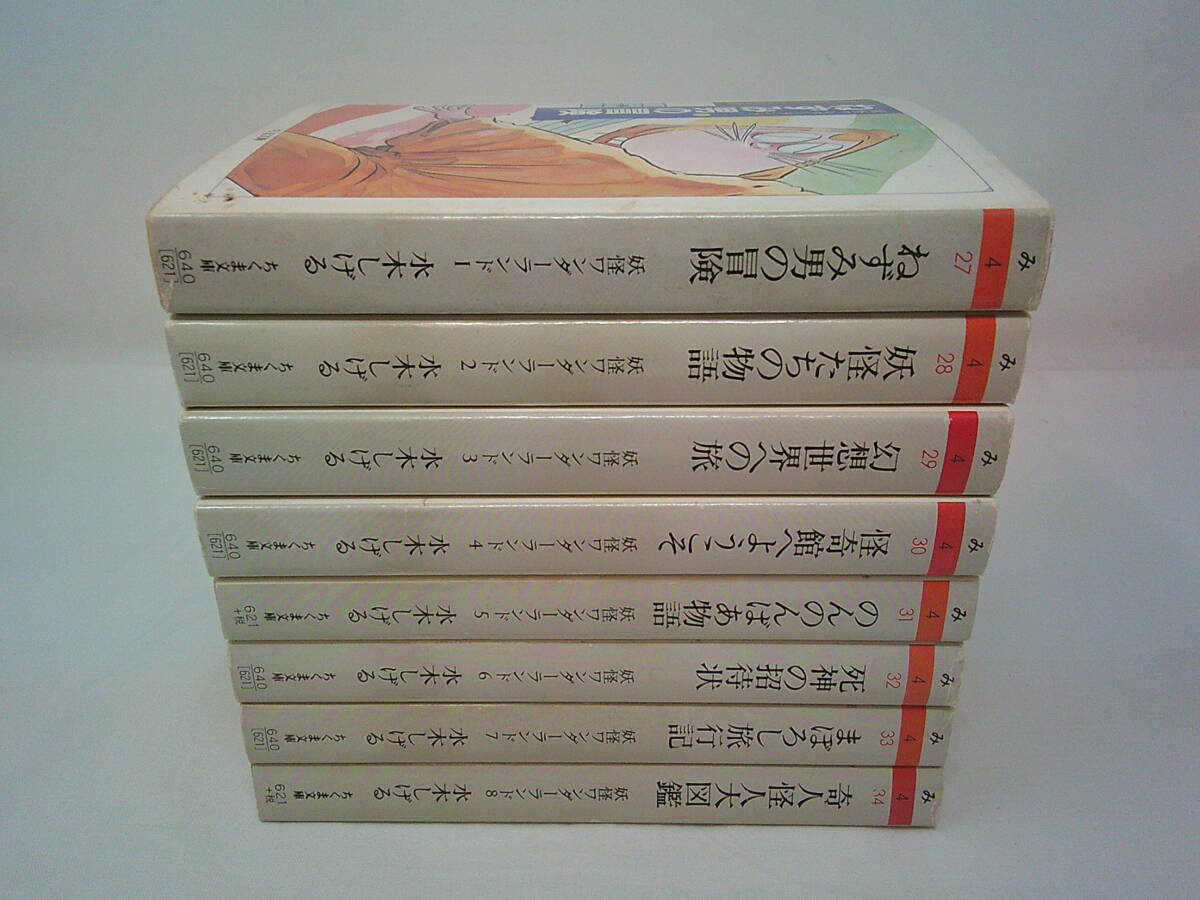 み 4 27 ねずみ男の冒険 妖怪ワンダーランド1 水木しげる ちくま文庫 640 [621]
み 4 28 妖怪たちの物語 妖怪ワンダーランド2 水木しげる ちくま文庫 640 [621]
み 4 29 幻想世界への旅 妖怪ワンダーランド3 水木しげる ちくま文庫 640 [621]
み 4 30 怪奇館へようこそ 妖怪ワンダーランド4 水木しげる ちくま文庫 640 [621]
み 4 31 のんのんばあ物語 妖怪ワンダーランド5 水木しげる ちくま文庫 621 +税
み 4 32 死神の招待状 妖怪ワンダーランド6 水木しげる ちくま文庫 640 [621]
み 4 33 まぼろし旅行記 妖怪ワンダーランド7 水木しげる ちくま文庫 640 [621]
み 4 34 奇人怪人大図鑑 妖怪ワンダーランド8 水木しげる ちくま文庫 621 +税